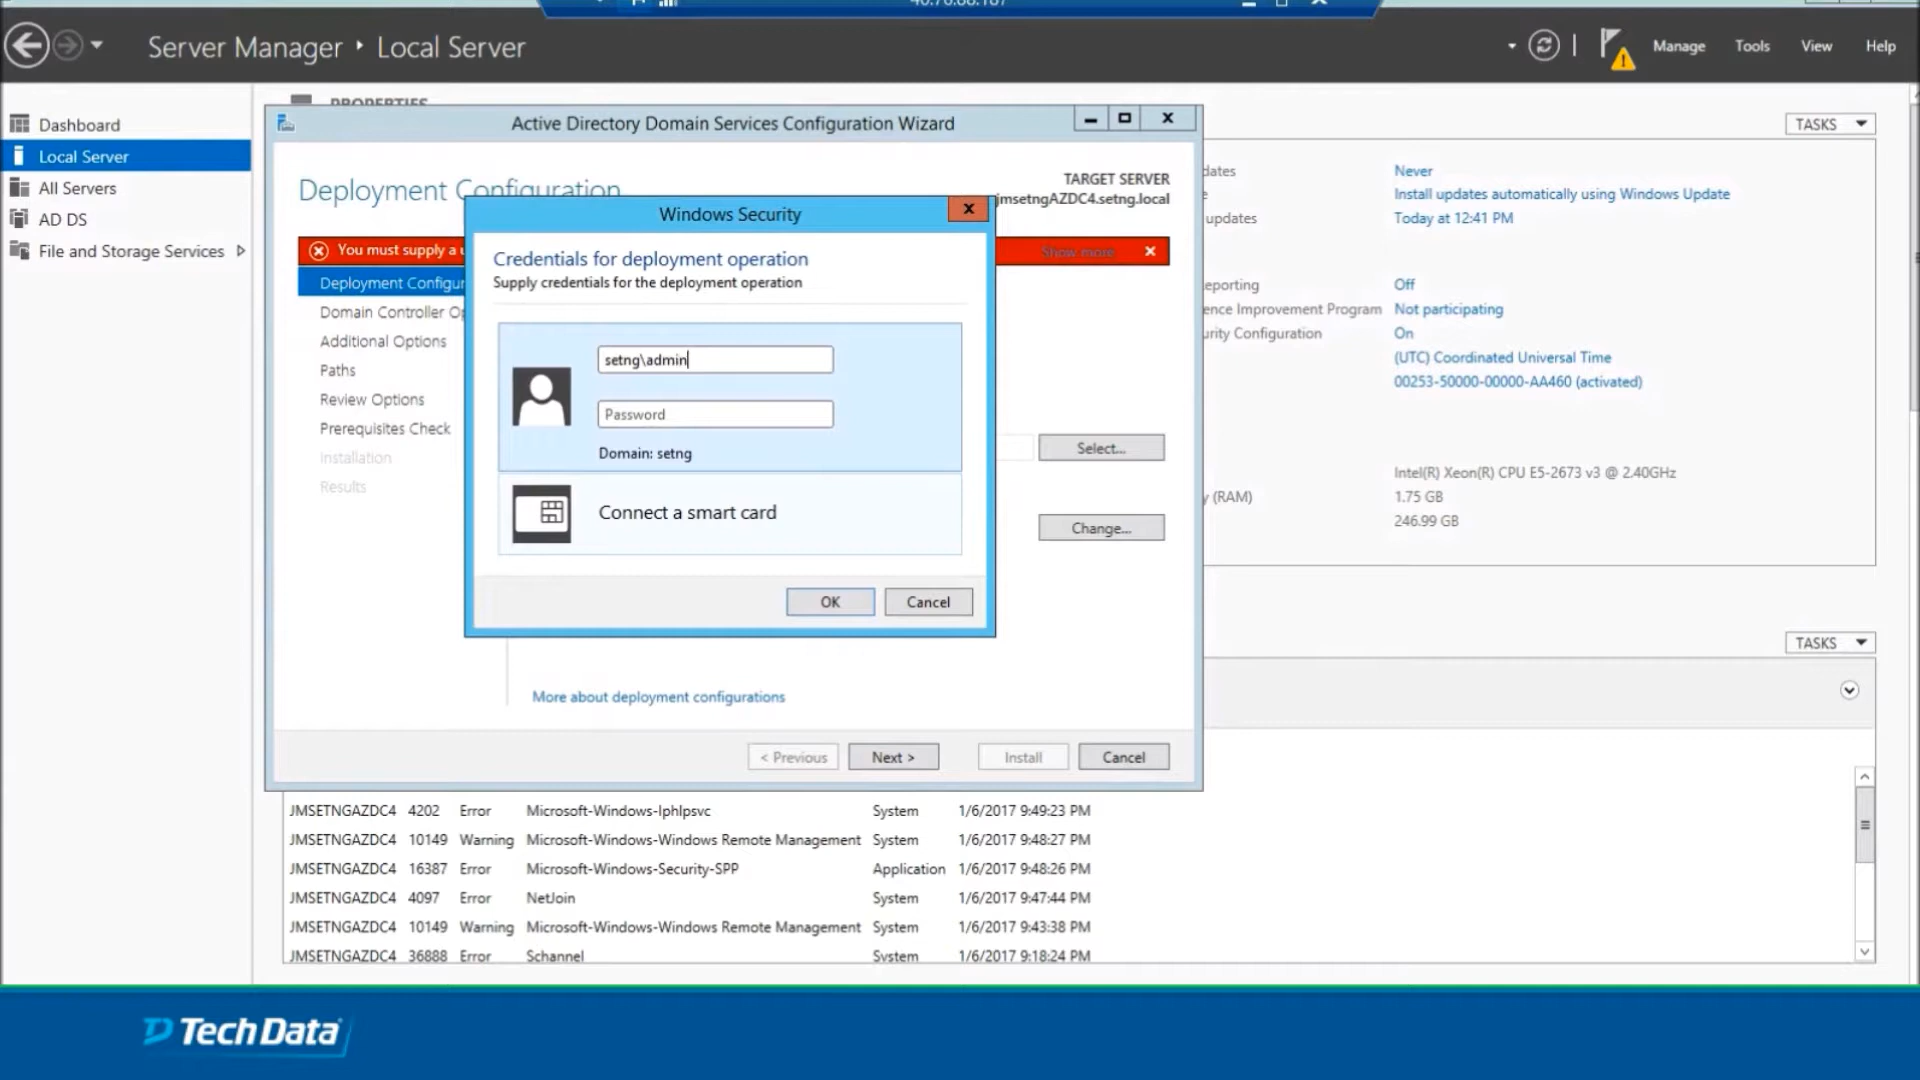 Server Manager ‣ Local Server
Manage
Tools
View
Help
Dashboard
Local Server
All Servers
AD DS
File and Storage Services
PROPERTIES
TASKS
Never
Install updates automatically using Windows Update
updates
Today at 12:41 PM
Off
Improvement Program
Not participating
Configuration
On
(UTC) Coordinated Universal Time
00253-50000-00000-AA460 (activated)
Intel(R) Xeon(R) CPU E5-2673 v3 @ 2.40GHz
(RAM)
1.75 GB
246.99 GB
TASKS
Active Directory Domain Services Configuration Wizard
Deployment Configuration
TARGET SERVER
jmsetngAZDC4.setng.local
You must supply a
Show more
Deployment
Domain Controller
Additional Options
Paths
Review Options
Prerequisites Check
Installation
Results
Select...
Change...
More about deployment configurations
< Previous
Next >
Install
Cancel
Windows Security
Credentials for deployment operation
Supply credentials for the deployment operation
setng\admin
Password
Domain: setng
Connect a smart card
OK
Cancel
JMSETNGAZDC4 4202 Error Microsoft-Windows-Iphlpsvc System 1/6/2017 9:49:23 PM
JMSETNGAZDC4 10149 Warning Microsoft-Windows-Windows Remote Management System 1/6/2017 9:48:27 PM
JMSETNGAZDC4 16387 Error Microsoft-Windows-Security-SPP Application 1/6/2017 9:48:26 PM
JMSETNGAZDC4 4097 Error NetJoin System 1/6/2017 9:47:44 PM
JMSETNGAZDC4 10149 Warning Microsoft-Windows-Windows Remote Management System 1/6/2017 9:43:38 PM
JMSETNGAZDC4 36888 Error Schannel System 1/6/2017 9:18:24 PM
Tech Data